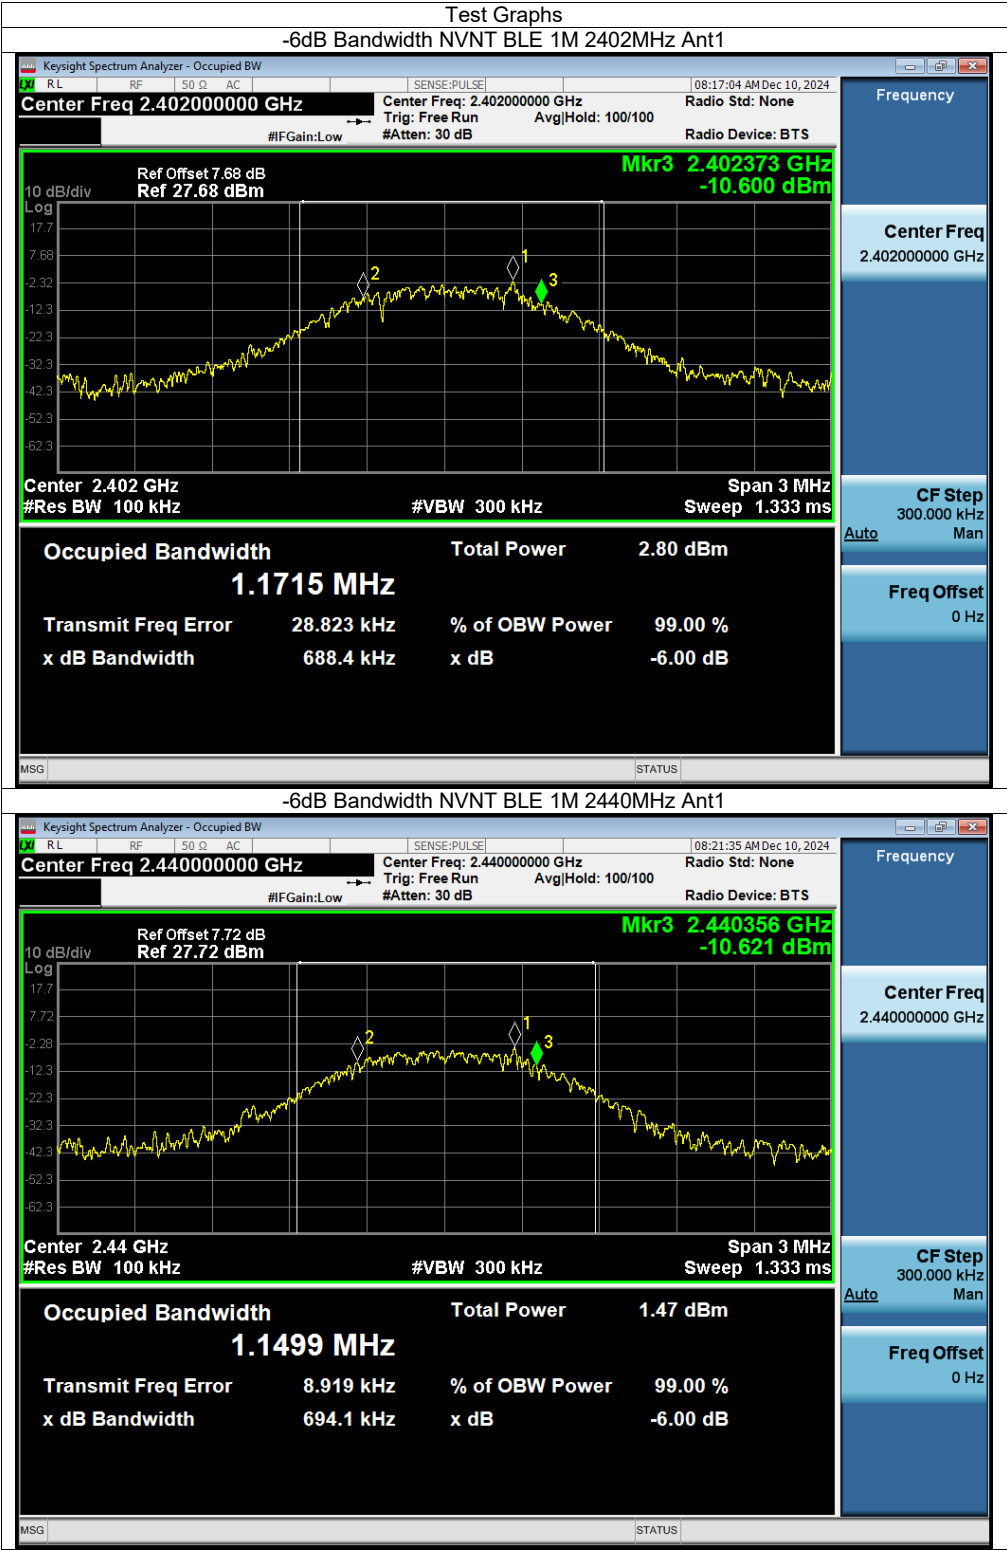 Test Graphs
-6dB Bandwidth NVNT BLE 1M 2402MHz Ant1
Keysight Spectrum Analyzer - Occupied BW
LXI RL RF 50 Ω AC SENSE:PULSE 08:17:04 AM Dec 10, 2024
Center Freq 2.402000000 GHz Center Freq: 2.402000000 GHz Radio Std: None Frequency
Trig: Free Run Avg|Hold: 100/100
#IFGain:Low #Atten: 30 dB Radio Device: BTS
Mkr3 2.402373 GHz
Ref Offset 7.68 dB -10.600 dBm
10 dB/div Ref 27.68 dBm
Log
17.7
7.68
-2.32
-12.3
-22.3
-32.3
-42.3
-52.3
-62.3
1
2
3
Center Freq
2.402000000 GHz
Center 2.402 GHz Span 3 MHz
#Res BW 100 kHz #VBW 300 kHz Sweep 1.333 ms
CF Step
300.000 kHz
Auto Man
Occupied Bandwidth Total Power 2.80 dBm
1.1715 MHz
Freq Offset
0 Hz
Transmit Freq Error 28.823 kHz % of OBW Power 99.00 %
x dB Bandwidth 688.4 kHz x dB -6.00 dB
MSG STATUS
-6dB Bandwidth NVNT BLE 1M 2440MHz Ant1
Keysight Spectrum Analyzer - Occupied BW
LXI RL RF 50 Ω AC SENSE:PULSE 08:21:35 AM Dec 10, 2024
Center Freq 2.440000000 GHz Center Freq: 2.440000000 GHz Radio Std: None Frequency
Trig: Free Run Avg|Hold: 100/100
#IFGain:Low #Atten: 30 dB Radio Device: BTS
Mkr3 2.440356 GHz
Ref Offset 7.72 dB -10.621 dBm
10 dB/div Ref 27.72 dBm
Log
17.7
7.72
-2.28
-12.3
-22.3
-32.3
-42.3
-52.3
-62.3
1
2
3
Center Freq
2.440000000 GHz
Center 2.44 GHz Span 3 MHz
#Res BW 100 kHz #VBW 300 kHz Sweep 1.333 ms
CF Step
300.000 kHz
Auto Man
Occupied Bandwidth Total Power 1.47 dBm
1.1499 MHz
Freq Offset
0 Hz
Transmit Freq Error 8.919 kHz % of OBW Power 99.00 %
x dB Bandwidth 694.1 kHz x dB -6.00 dB
MSG STATUS